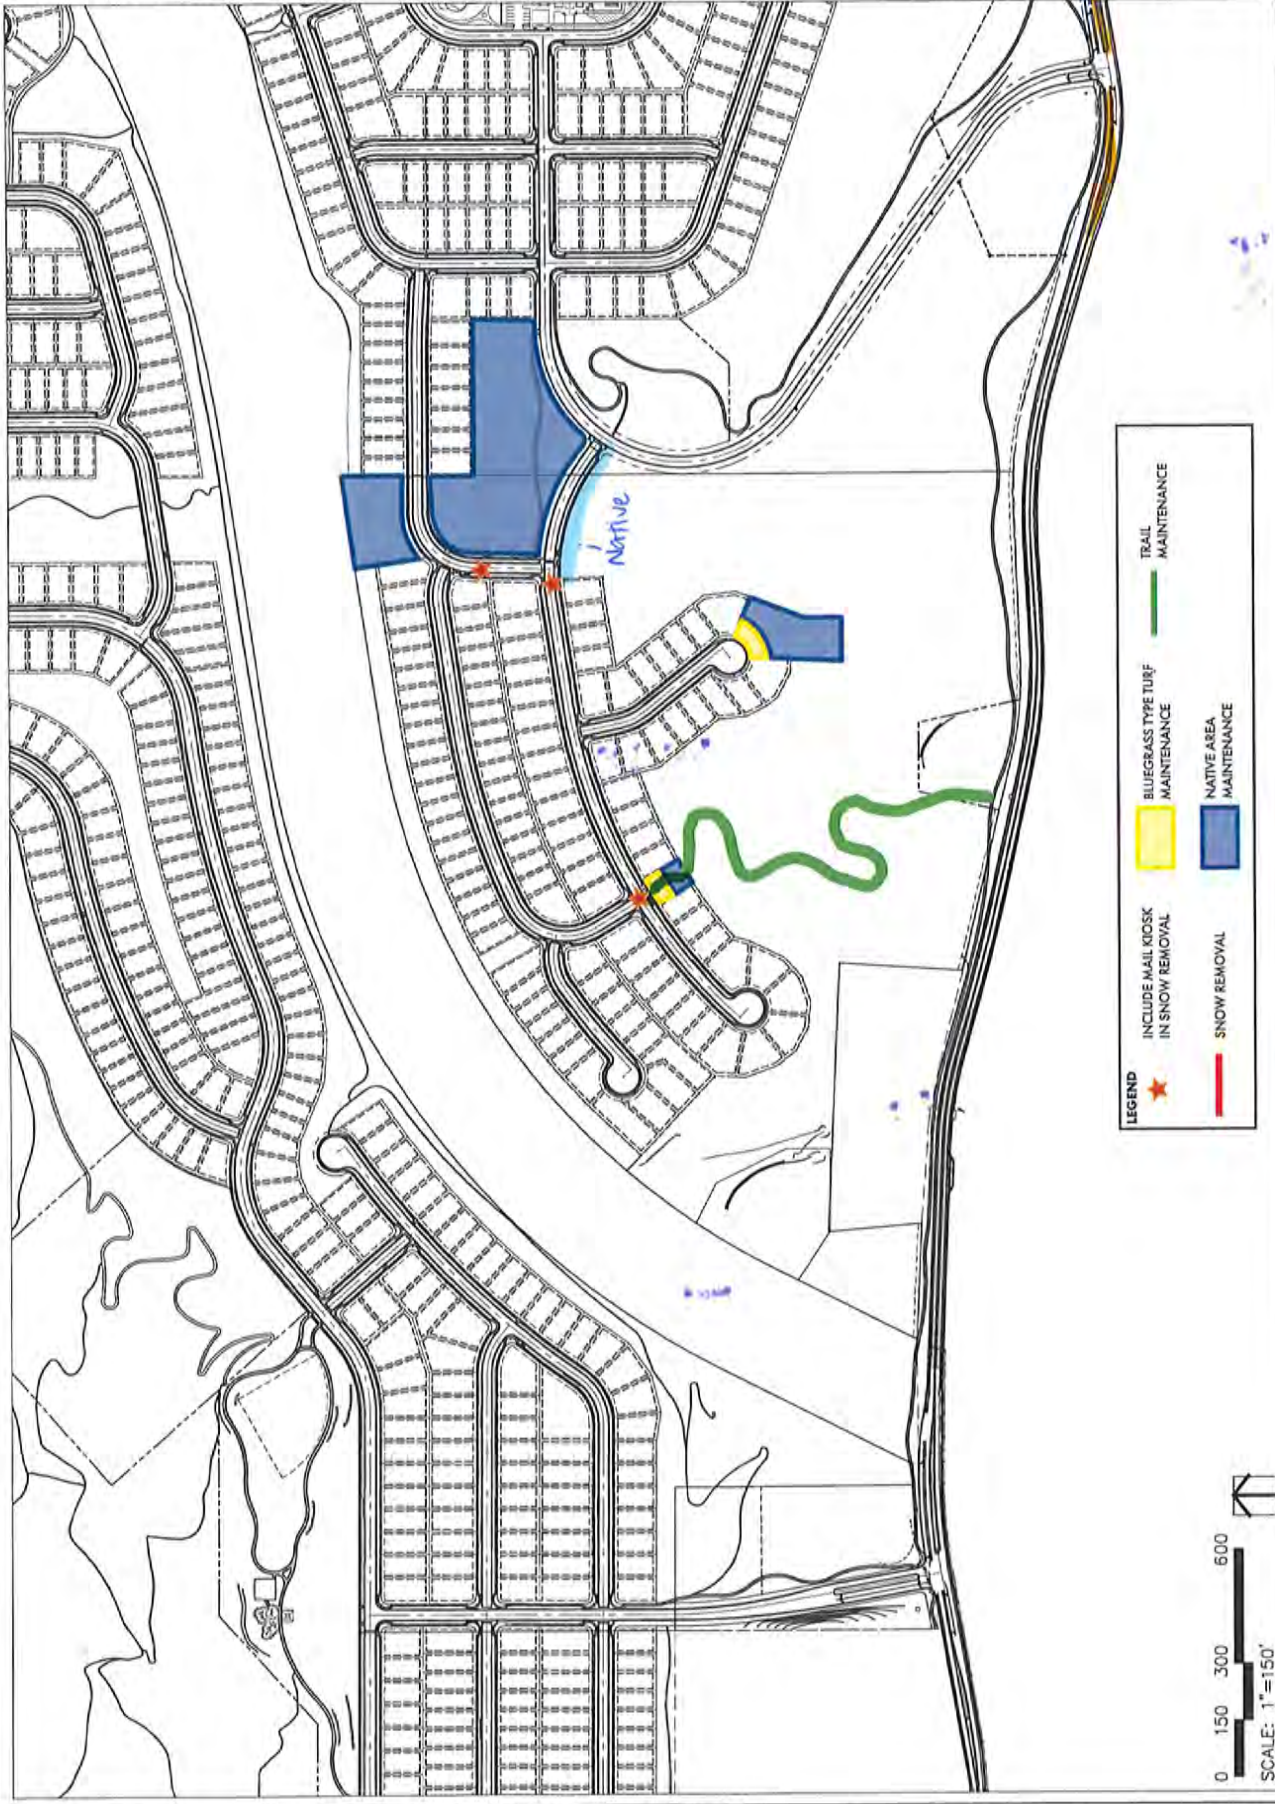 Native
LEGEND
INCLUDE MAIL KIOSK
IN SNOW REMOVAL
BLUEGRASS TYPE TURF
MAINTENANCE
TRAIL
MAINTENANCE
SNOW REMOVAL
NATIVE AREA
MAINTENANCE
0 150 300 600
SCALE: 1"=150'